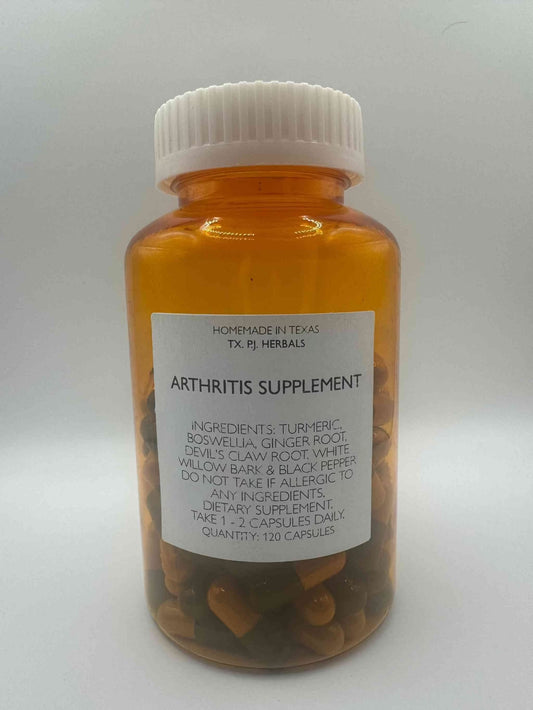 HOMEMADE IN TEXAS
TX. P.J. HERBALS
ARTHRITIS SUPPLEMENT
INGREDIENTS: TURMERIC,
BOSWELLIA, GINGER ROOT,
DEVIL'S CLAW ROOT, WHITE
WILLOW BARK & BLACK PEPPER
DO NOT TAKE IF ALLERGIC TO
ANY INGREDIENTS.
DIETARY SUPPLEMENT.
TAKE 1 - 2 CAPSULES DAILY.
QUANTITY: 120 CAPSULES